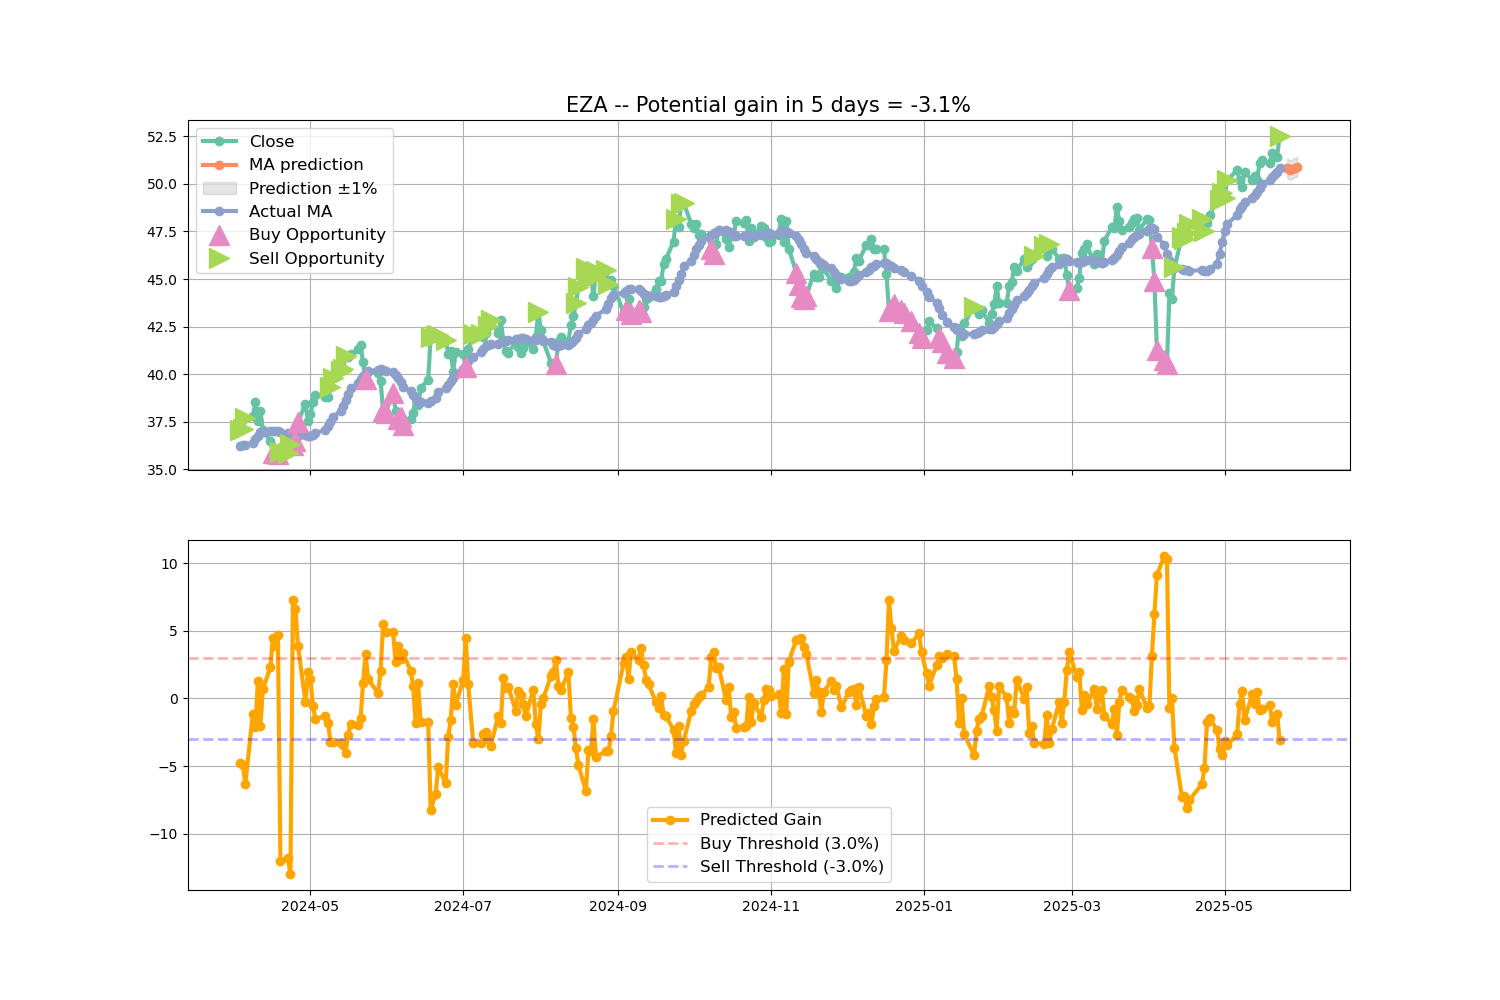 EZA -- Potential gain in 5 days = -3.1%
52.5
50.0
47.5
45.0
42.5
40.0
37.5
35.0
Close
MA prediction
Prediction ±1%
Actual MA
Buy Opportunity
Sell Opportunity
10
5
0
−5
−10
Predicted Gain
Buy Threshold (3.0%)
Sell Threshold (-3.0%)
2024-05
2024-07
2024-09
2024-11
2025-01
2025-03
2025-05